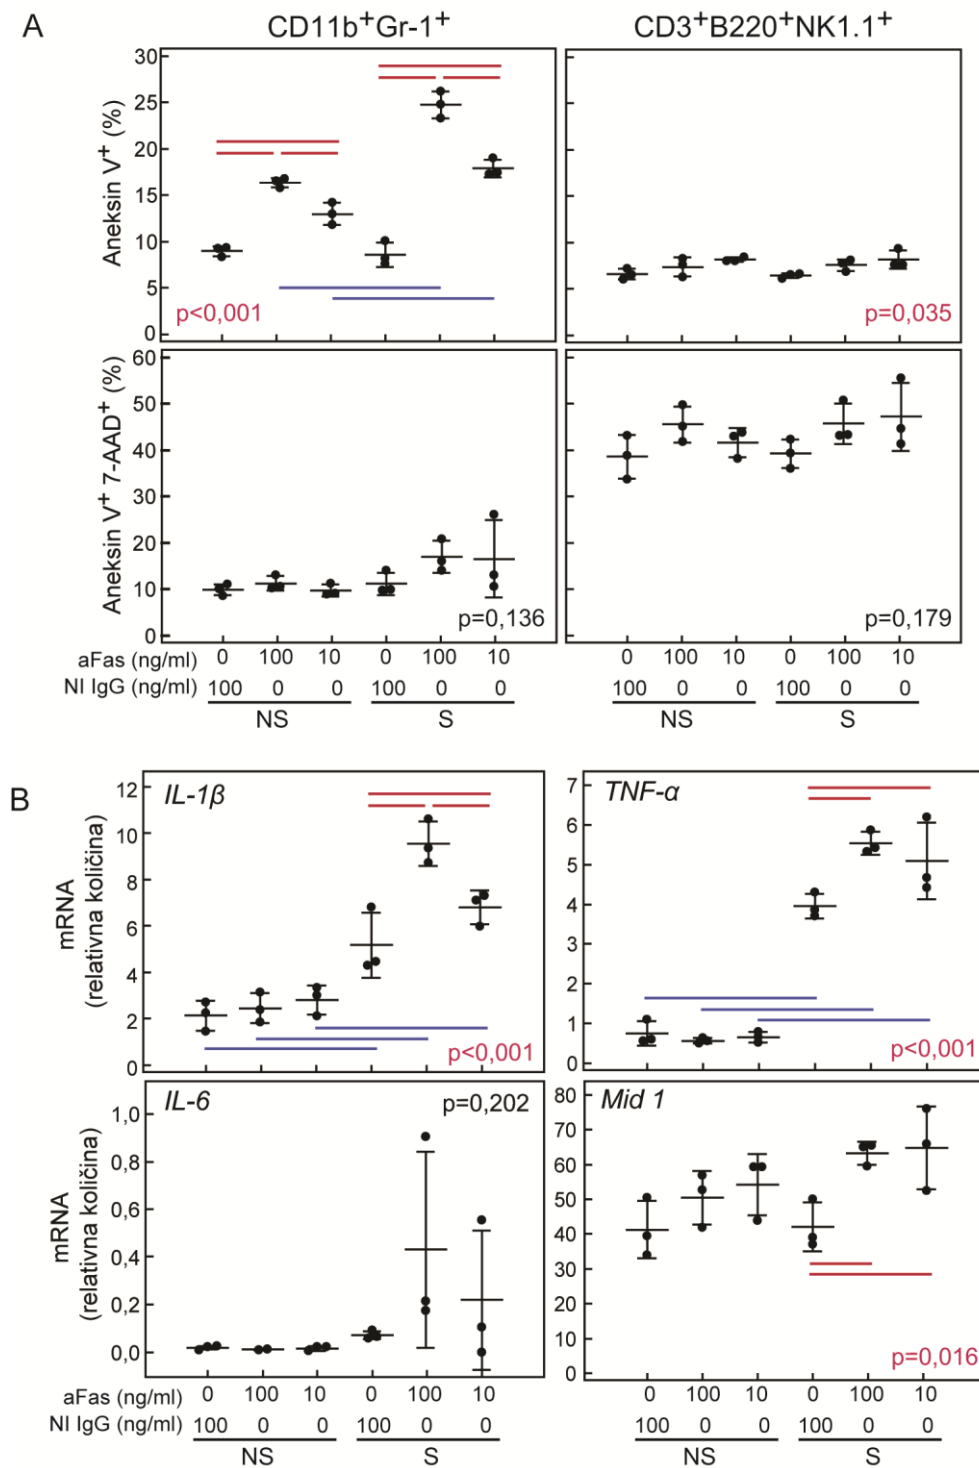 A
CD11b⁺Gr-1⁺
CD3⁺B220⁺NK1.1⁺
Aneksin V⁺ (%)
30
25
20
15
10
5
0
p<0,001
p=0,035
Aneksin V⁺ 7-AAD⁺ (%)
60
50
40
30
20
10
0
p=0,136
p=0,179
aFas (ng/ml) 0 100 10 0 100 10 0 100 10 0 100 10
NI IgG (ng/ml) 100 0 0 100 0 0 100 0 0 100 0 0
NS S NS S
B
mRNA
(relativna količina)
IL-1β
12
10
8
6
4
2
0
p<0,001
TNF-α
7
6
5
4
3
2
1
0
p<0,001
mRNA
(relativna količina)
IL-6
p=0,202
1,0
0,8
0,6
0,4
0,2
0,0
Mid 1
80
70
60
50
40
30
20
10
0
p=0,016
aFas (ng/ml) 0 100 10 0 100 10 0 100 10 0 100 10
NI IgG (ng/ml) 100 0 0 100 0 0 100 0 0 100 0 0
NS S NS S